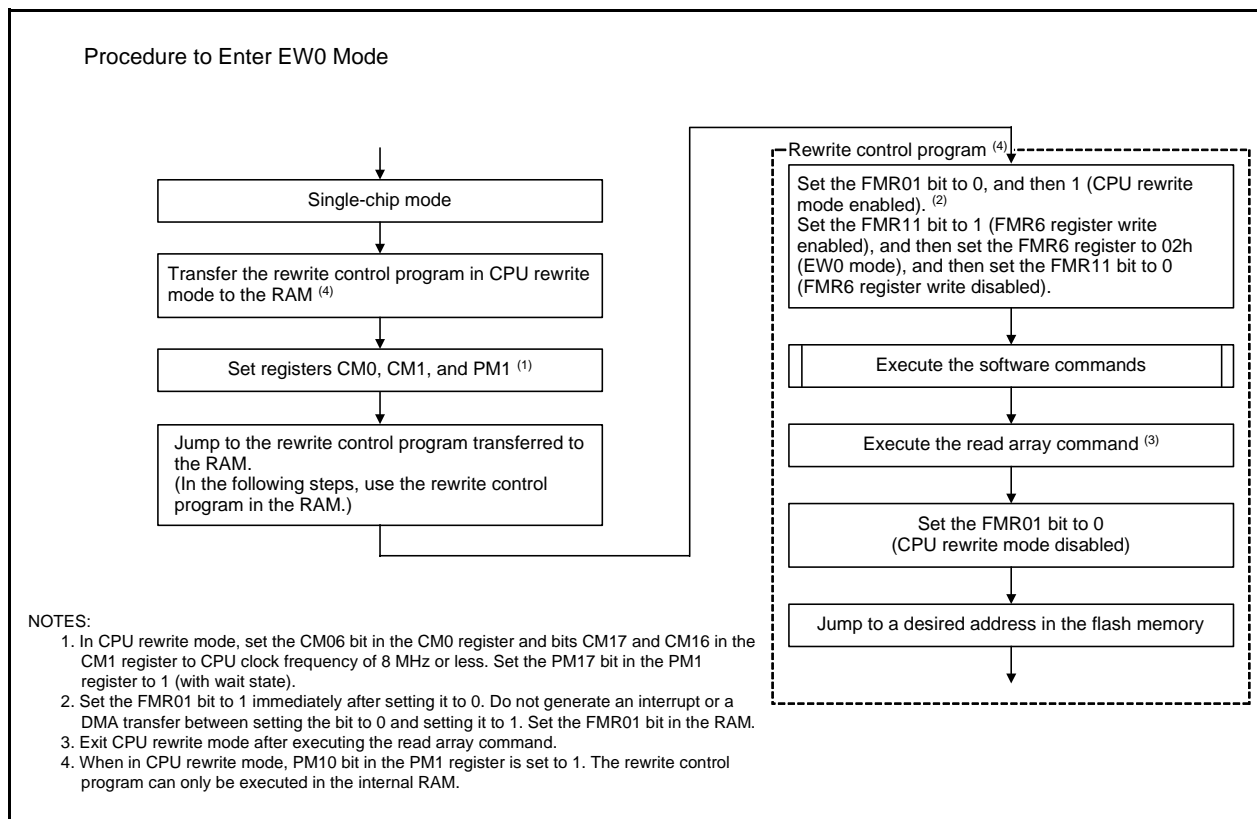 Procedure to Enter EW0 Mode
Single-chip mode
Transfer the rewrite control program in CPU rewrite
mode to the RAM (4)
Set registers CM0, CM1, and PM1 (1)
Jump to the rewrite control program transferred to
the RAM.
(In the following steps, use the rewrite control
program in the RAM.)
Rewrite control program (4)
Set the FMR01 bit to 0, and then 1 (CPU rewrite
mode enabled). (2)
Set the FMR11 bit to 1 (FMR6 register write
enabled), and then set the FMR6 register to 02h
(EW0 mode), and then set the FMR11 bit to 0
(FMR6 register write disabled).
Execute the software commands
Execute the read array command (3)
Set the FMR01 bit to 0
(CPU rewrite mode disabled)
Jump to a desired address in the flash memory
NOTES:
1. In CPU rewrite mode, set the CM06 bit in the CM0 register and bits CM17 and CM16 in the
CM1 register to CPU clock frequency of 8 MHz or less. Set the PM17 bit in the PM1
register to 1 (with wait state).
2. Set the FMR01 bit to 1 immediately after setting it to 0. Do not generate an interrupt or a
DMA transfer between setting the bit to 0 and setting it to 1. Set the FMR01 bit in the RAM.
3. Exit CPU rewrite mode after executing the read array command.
4. When in CPU rewrite mode, PM10 bit in the PM1 register is set to 1. The rewrite control
program can only be executed in the internal RAM.